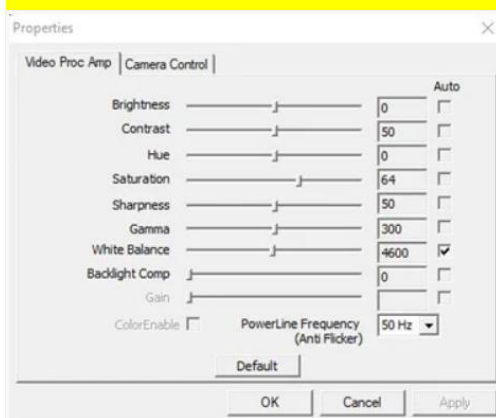 Properties
Video Proc Amp Camera Control
Auto
Brightness 0
Contrast 50
Hue 0
Saturation 64
Sharpness 50
Gamma 300
White Balance 4600
Backlight Comp 0
Gain
ColorEnable PowerLine Frequency 50 Hz
(Anti Flicker)
Default
OK Cancel Apply